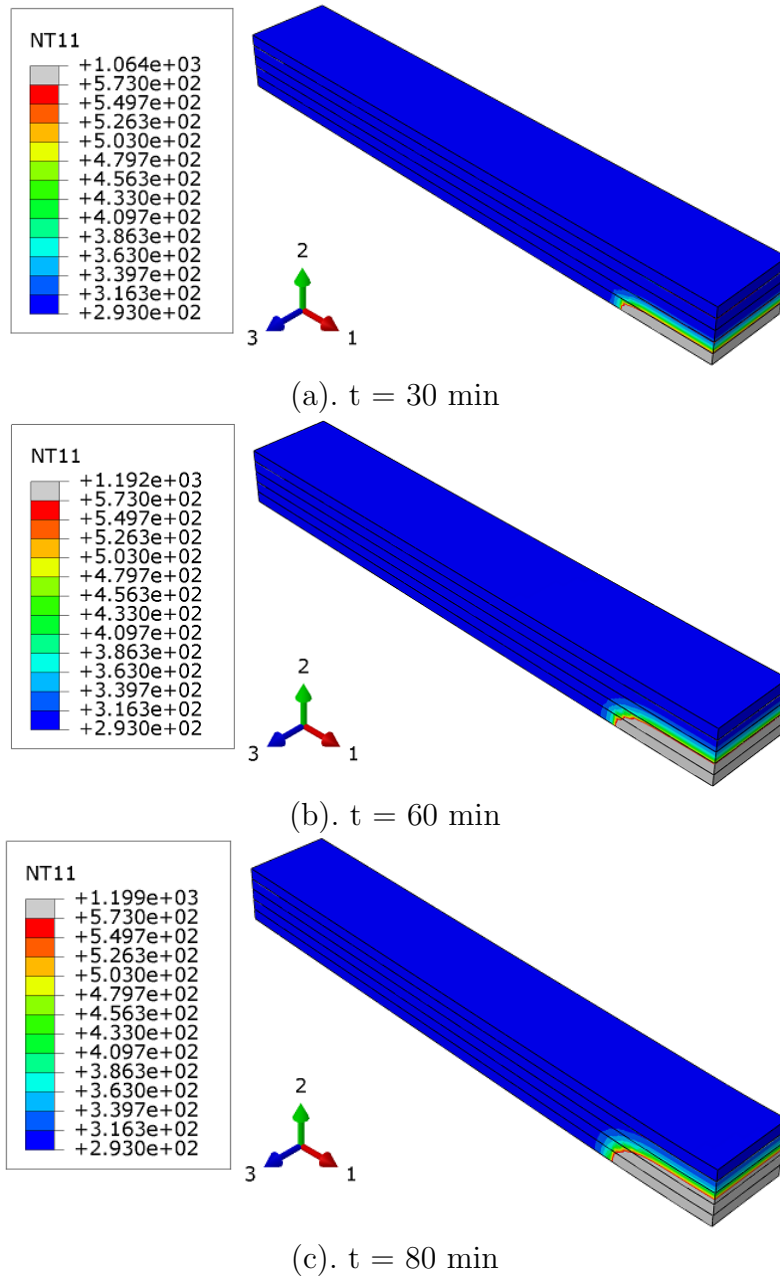 NT11
+1.064e+03
+5.730e+02
+5.497e+02
+5.263e+02
+5.030e+02
+4.797e+02
+4.563e+02
+4.330e+02
+4.097e+02
+3.863e+02
+3.630e+02
+3.397e+02
+3.163e+02
+2.930e+02
2
3
1
(a). t = 30 min
NT11
+1.192e+03
+5.730e+02
+5.497e+02
+5.263e+02
+5.030e+02
+4.797e+02
+4.563e+02
+4.330e+02
+4.097e+02
+3.863e+02
+3.630e+02
+3.397e+02
+3.163e+02
+2.930e+02
2
3
1
(b). t = 60 min
NT11
+1.199e+03
+5.730e+02
+5.497e+02
+5.263e+02
+5.030e+02
+4.797e+02
+4.563e+02
+4.330e+02
+4.097e+02
+3.863e+02
+3.630e+02
+3.397e+02
+3.163e+02
+2.930e+02
2
3
1
(c). t = 80 min